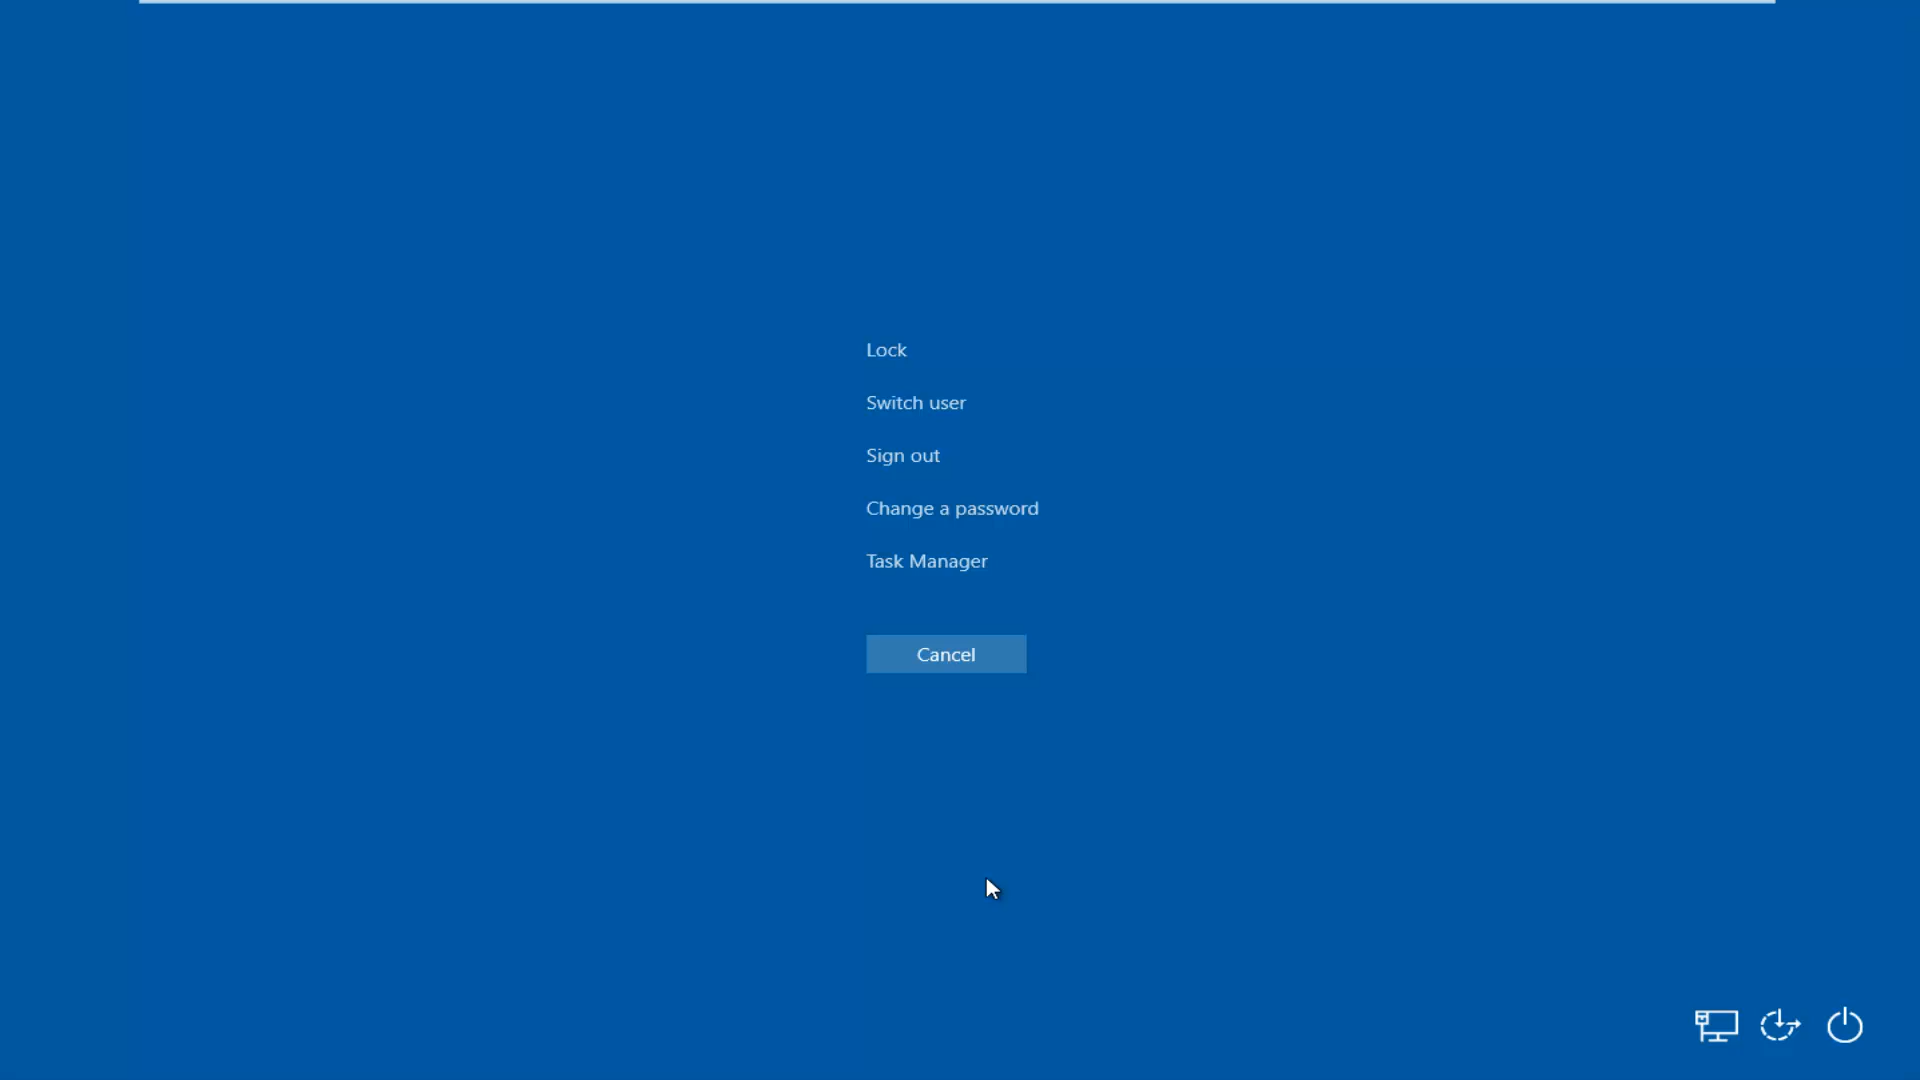 Lock
Switch user
Sign out
Change a password
Task Manager
Cancel